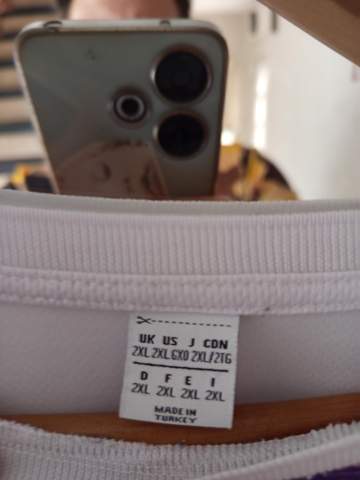 UK US J CDN
2XL 2XL 6XO 2XL/2TG
D F E I
2XL 2XL 2XL 2XL
MADE IN
TURKEY